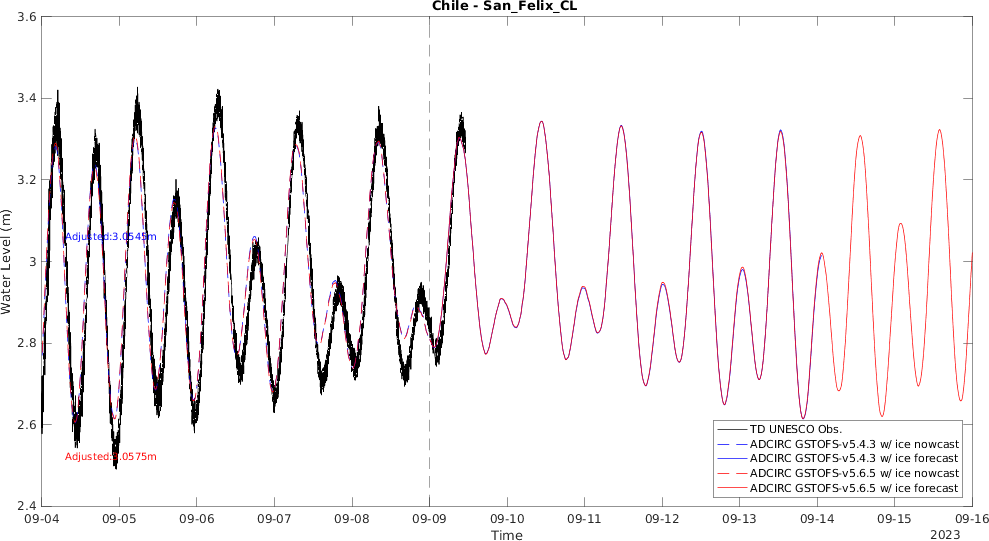 Chile - San_Felix_CL
3.6
3.4
3.2
3
2.8
2.6
2.4
Water Level (m)
Adjusted:3.0545m
Adjusted:3.0575m
TD UNESCO Obs.
ADCIRC GSTOFS-v5.4.3 w/ ice nowcast
ADCIRC GSTOFS-v5.4.3 w/ ice forecast
ADCIRC GSTOFS-v5.6.5 w/ ice nowcast
ADCIRC GSTOFS-v5.6.5 w/ ice forecast
09-04 09-05 09-06 09-07 09-08 09-09 09-10 09-11 09-12 09-13 09-14 09-15 09-16
Time
2023